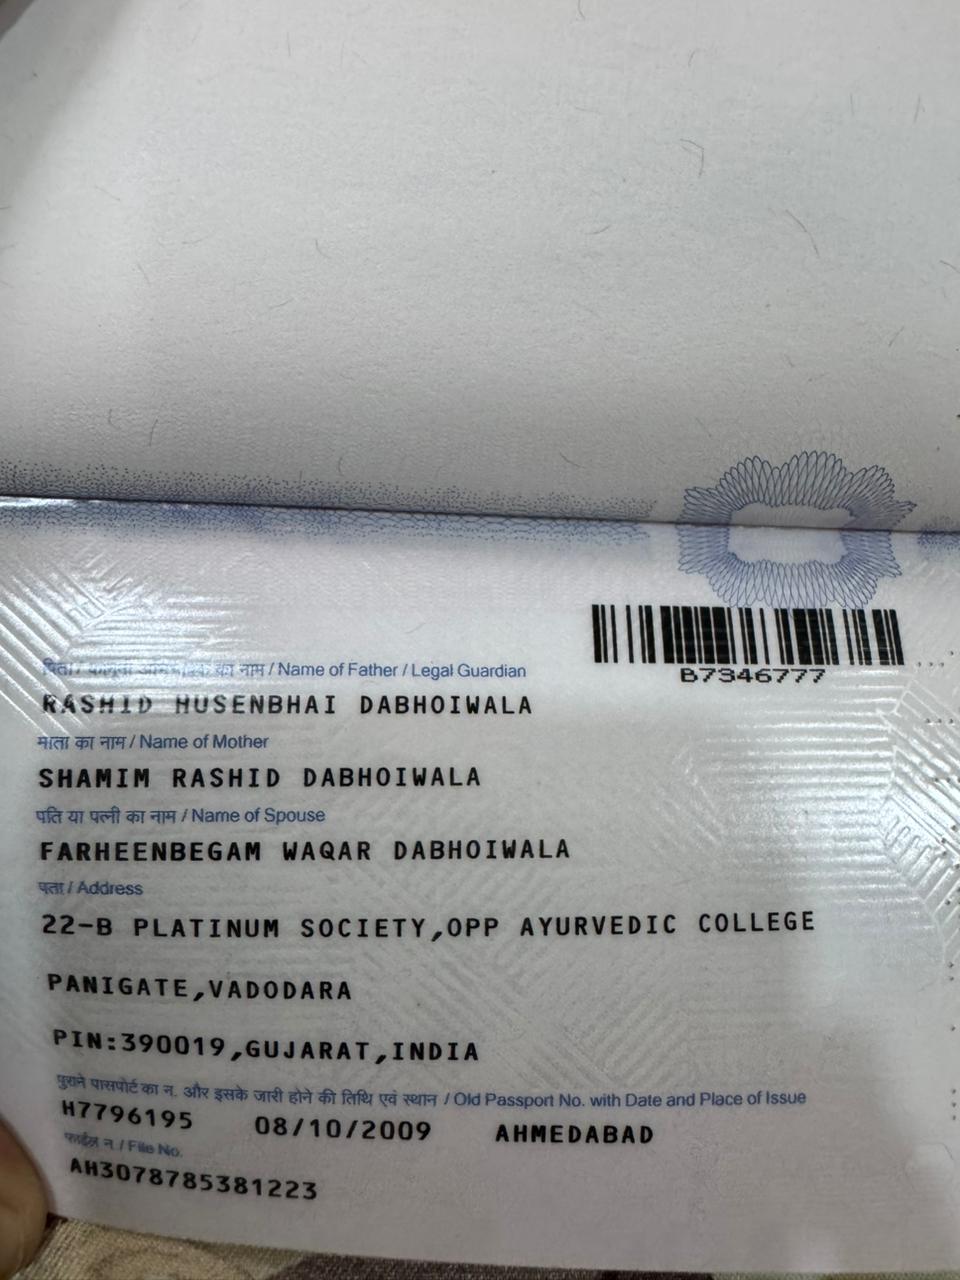 B7346777
पिता / कानूनी अभिभावक का नाम / Name of Father / Legal Guardian
RASHID HUSENBHAI DABHOIWALA
माता का नाम / Name of Mother
SHAMIM RASHID DABHOIWALA
पति या पत्नी का नाम / Name of Spouse
FARHEENBEGAM WAQAR DABHOIWALA
पता / Address
22-B PLATINUM SOCIETY,OPP AYURVEDIC COLLEGE
PANIGATE,VADODARA
PIN:390019,GUJARAT,INDIA
पुराने पासपोर्ट का न. और इसके जारी होने की तिथि एवं स्थान / Old Passport No. with Date and Place of Issue
H7796195 08/10/2009 AHMEDABAD
फाईल न / File No.
AH3078785381223